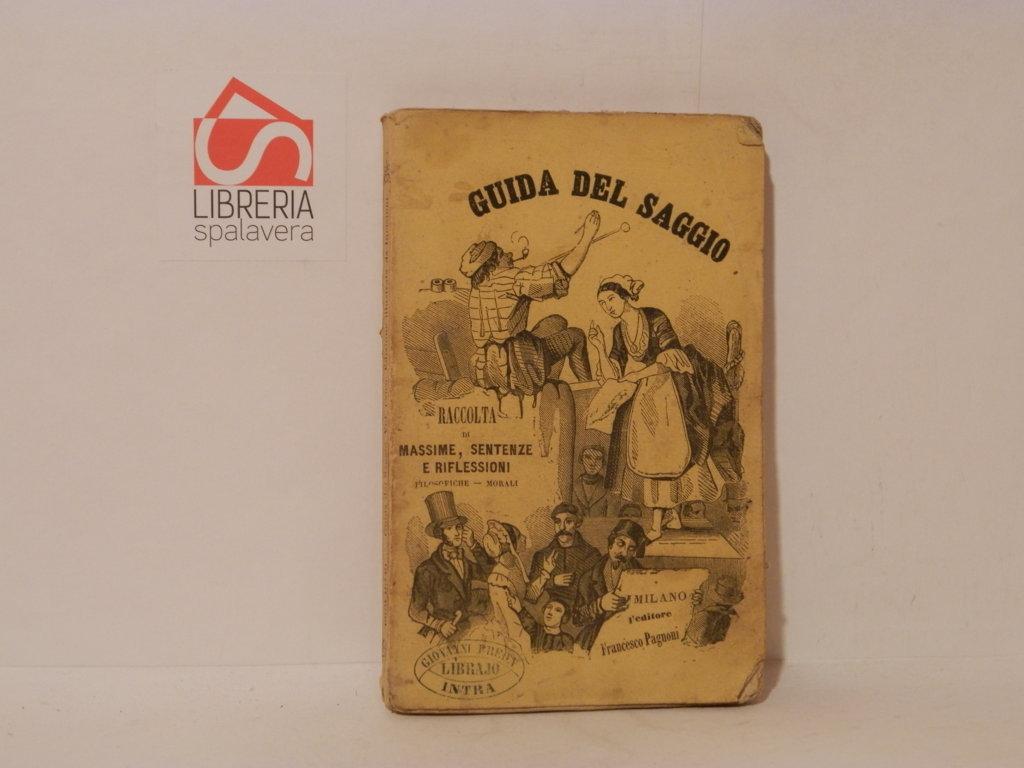 LIBRERIA
spalavera
GUIDA DEL SAGGIO
RACCOLTA
DI
MASSIME, SENTENZE
E RIFLESSIONI
FILOSOFICHE — MORALI
MILANO
l'editore
Francesco Pagnoni
GIOVANNI
LIBRAJO
INTRA